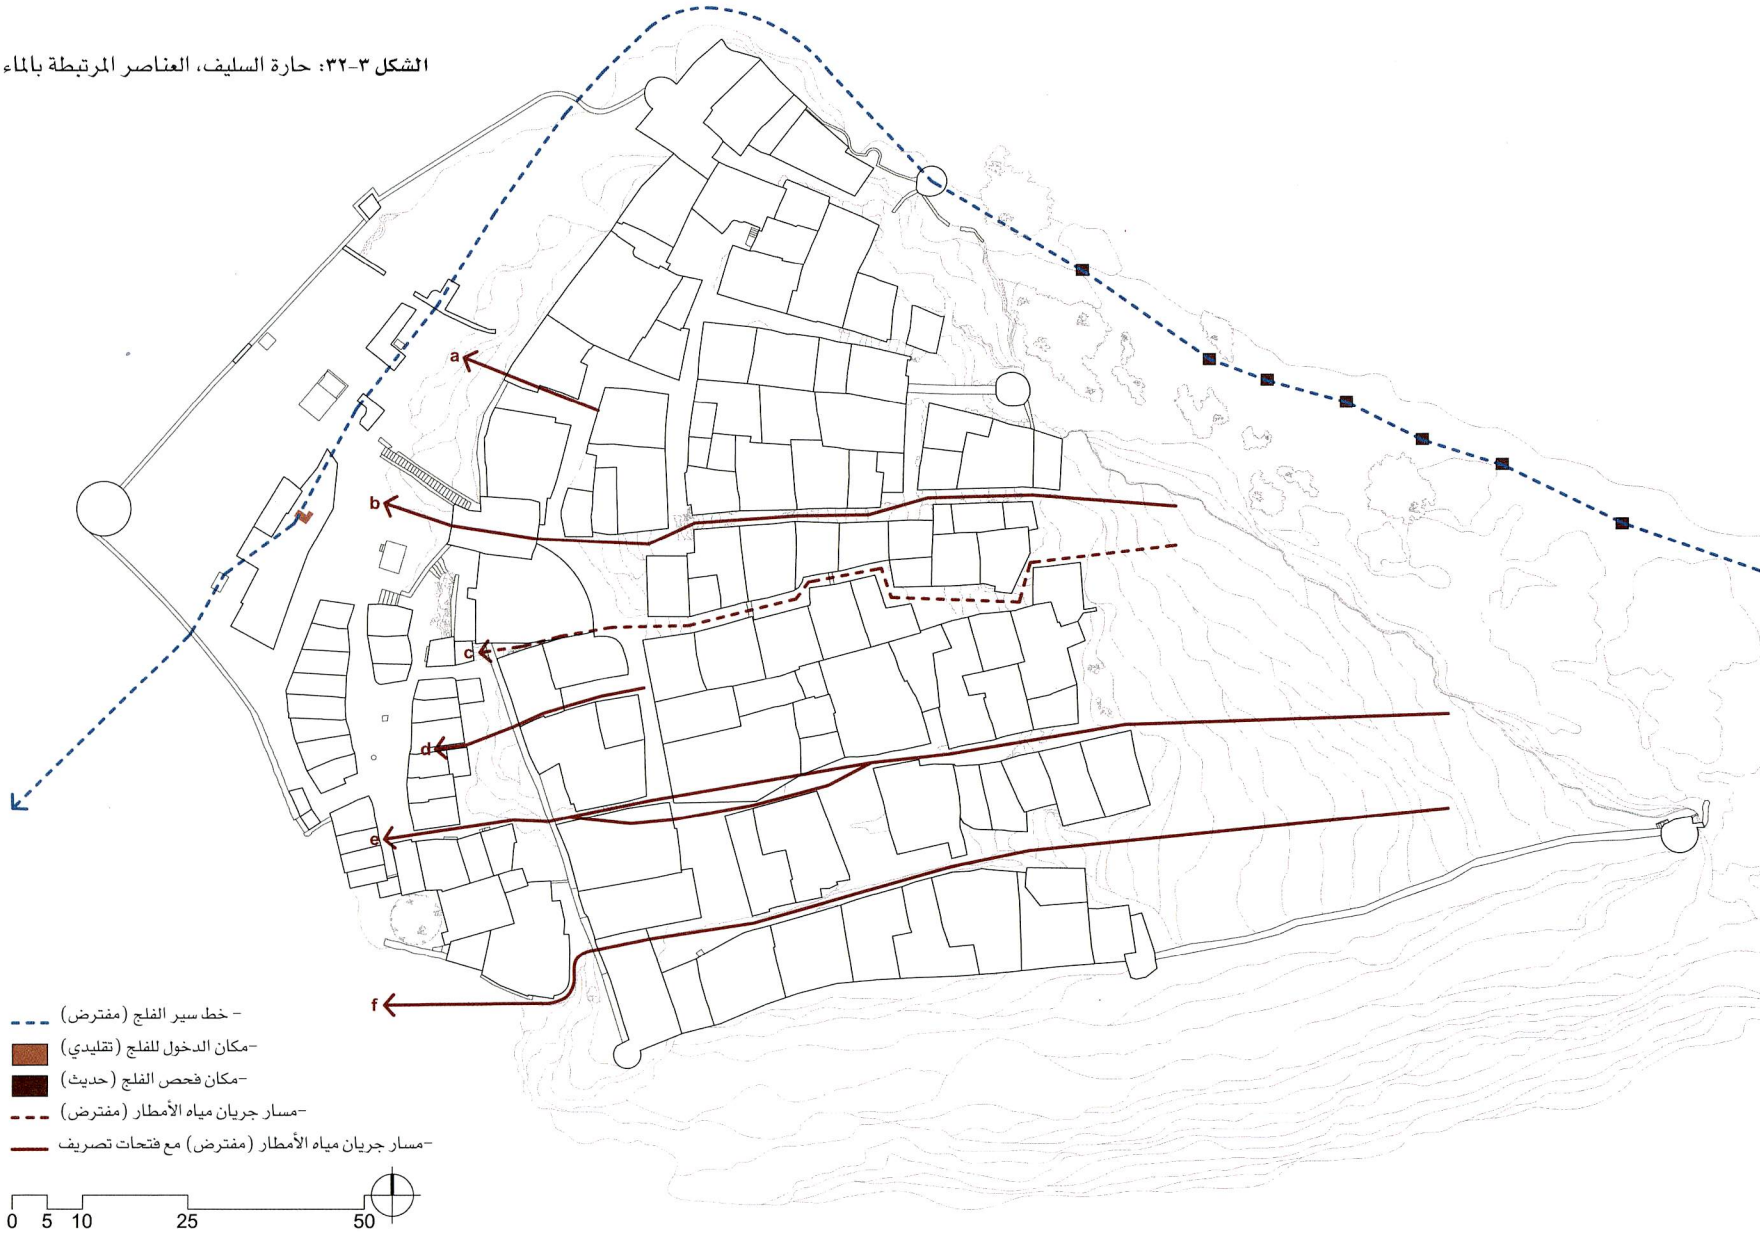 الشكل ٣-٣٢: حارة السليف، العناصر المرتبطة بالماء
a
b
c
d
e
f
- خط سير الفلج (مفترض)
-مكان الدخول للفلج (تقليدي)
-مكان فحص الفلج (حديث)
-مسار جريان مياه الأمطار (مفترض)
-مسار جريان مياه الأمطار (مفترض) مع فتحات تصريف
0 5 10 25 50